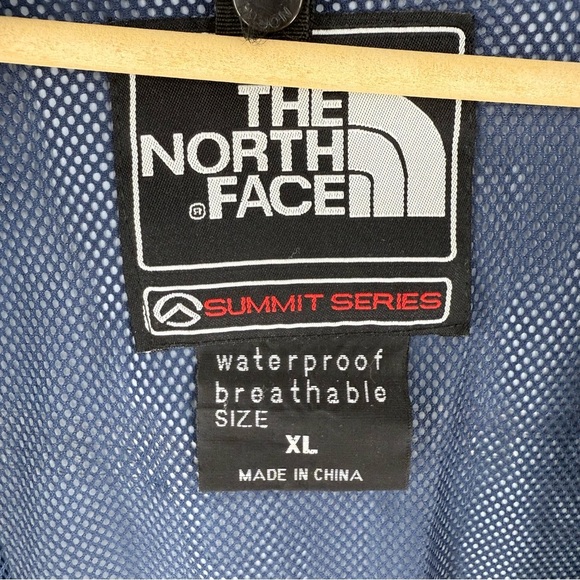 THE
NORTH
FACE
®
SUMMIT SERIES
waterproof
breathable
SIZE
XL
MADE IN CHINA